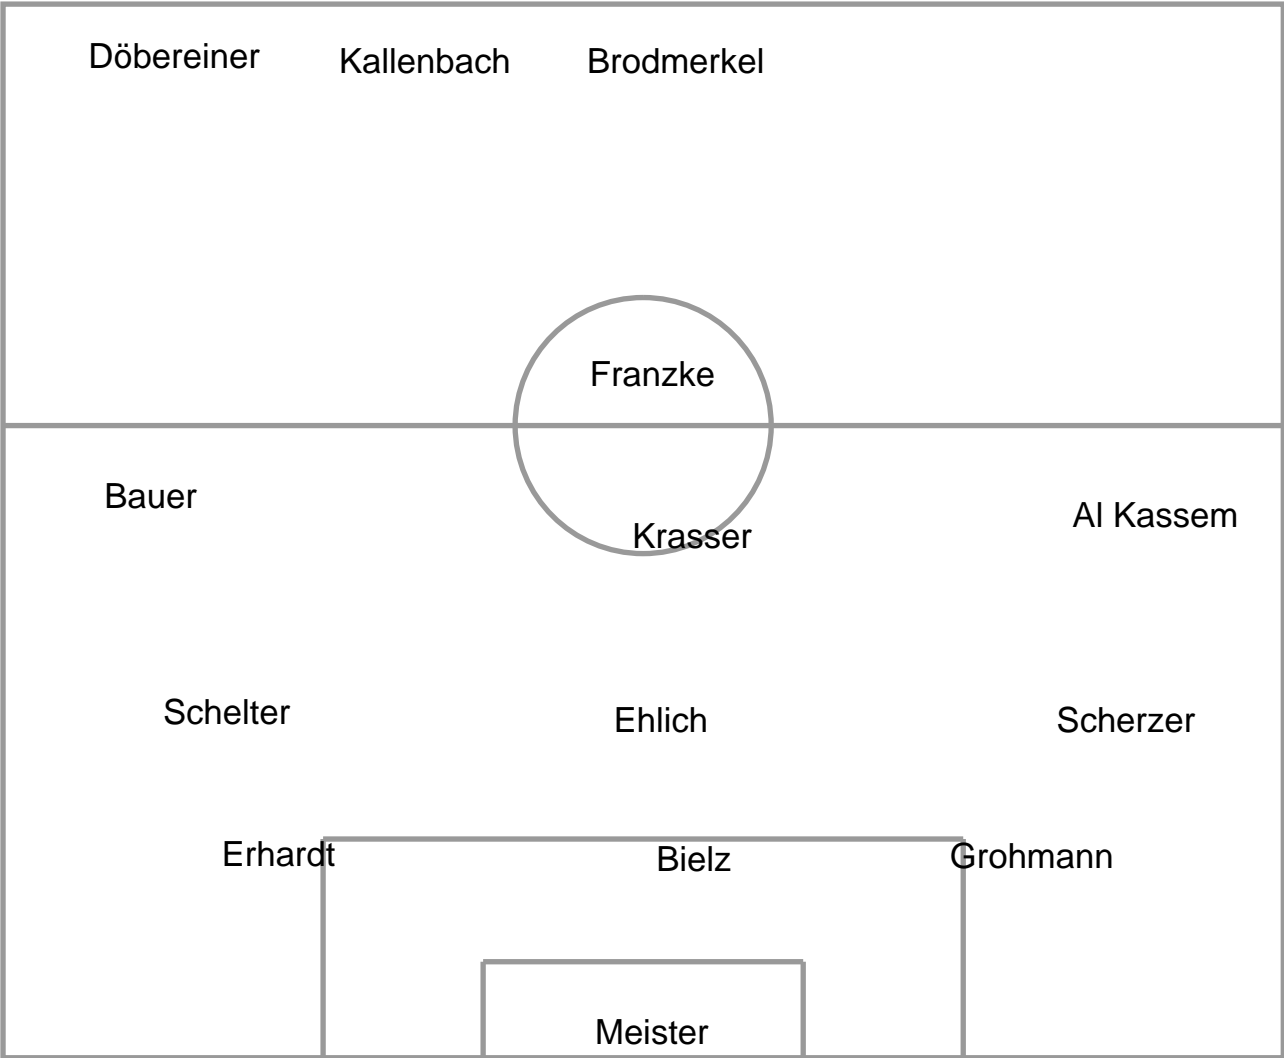 Döbereiner Kallenbach Brodmerkel
Franzke
Bauer Krasser Al Kassem
Schelter Ehlich Scherzer
Erhardt Bielz Grohmann
Meister